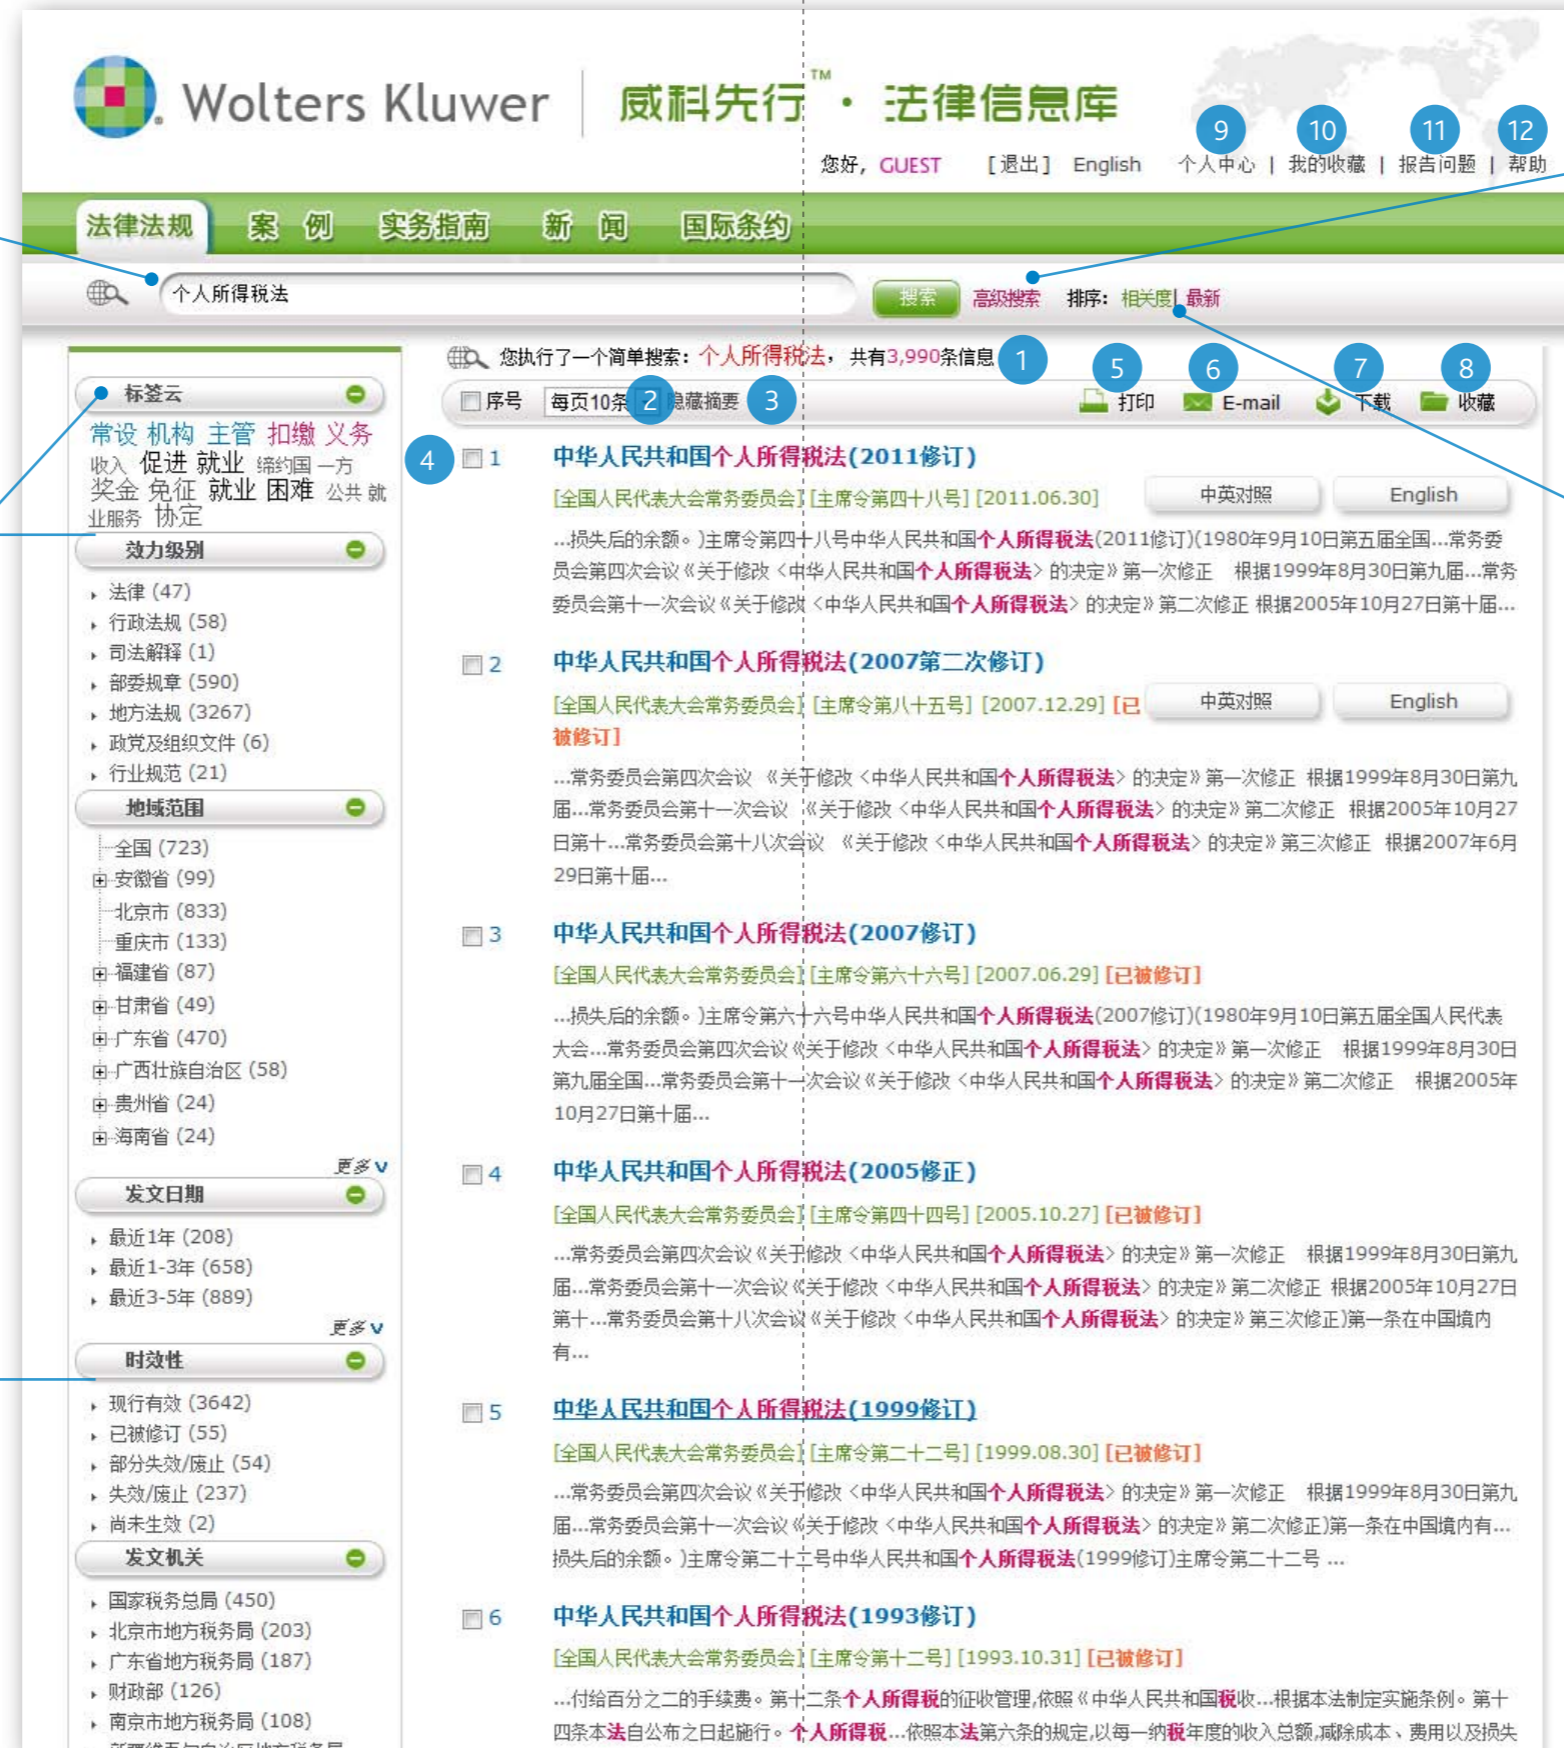 Wolters Kluwer 威科先行™·法律信息库
9 10 11 12
您好，GUEST [退出] English 个人中心 | 我的收藏 | 报告问题 | 帮助
法律法规 案 例 实务指南 新 闻 国际条约
个人所得税法 搜索 高级搜索 排序：相关度| 最新
标签云
常设 机构 主管 扣缴 义务
收入 促进 就业 缔约国 一方
奖金 免征 就业 困难 公共 就
业服务 协定
效力级别
法律 (47)
行政法规 (58)
司法解释 (1)
部委规章 (590)
地方法规 (3267)
政党及组织文件 (6)
行业规范 (21)
地域范围
全国 (723)
安徽省 (99)
北京市 (833)
重庆市 (133)
福建省 (87)
甘肃省 (49)
广东省 (470)
广西壮族自治区 (58)
贵州省 (24)
海南省 (24)
更多
发文日期
最近1年 (208)
最近1-3年 (658)
最近3-5年 (889)
更多
时效性
现行有效 (3642)
已被修订 (55)
部分失效/废止 (54)
失效/废止 (237)
尚未生效 (2)
发文机关
国家税务总局 (450)
北京市地方税务局 (203)
广东省地方税务局 (187)
财政部 (126)
南京市地方税务局 (108)
您执行了一个简单搜索：个人所得税法，共有3,990条信息 1
5 6 7 8
序号 每页10条 2 隐藏摘要 3 打印 E-mail 下载 收藏
4 1 中华人民共和国个人所得税法(2011修订)
[全国人民代表大会常务委员会] [主席令第四十八号] [2011.06.30] 中英对照 English
...损失后的余额。)主席令第四十八号中华人民共和国个人所得税法(2011修订)(1980年9月10日第五届全国...常务委
员会第四次会议《关于修改〈中华人民共和国个人所得税法〉的决定》第一次修正 根据1999年8月30日第九届...常务
委员会第十一次会议《关于修改〈中华人民共和国个人所得税法〉的决定》第二次修正 根据2005年10月27日第十届...
2 中华人民共和国个人所得税法(2007第二次修订)
[全国人民代表大会常务委员会] [主席令第八十五号] [2007.12.29] [已 中英对照 English
被修订]
...常务委员会第四次会议 《关于修改〈中华人民共和国个人所得税法〉的决定》第一次修正 根据1999年8月30日第九
届...常务委员会第十一次会议 《关于修改〈中华人民共和国个人所得税法〉的决定》第二次修正 根据2005年10月27
日第十...常务委员会第十八次会议 《关于修改〈中华人民共和国个人所得税法〉的决定》第三次修正 根据2007年6月
29日第十届...
3 中华人民共和国个人所得税法(2007修订)
[全国人民代表大会常务委员会] [主席令第六十六号] [2007.06.29] [已被修订]
...损失后的余额。)主席令第六十六号中华人民共和国个人所得税法(2007修订)(1980年9月10日第五届全国人民代表
大会...常务委员会第四次会议《关于修改〈中华人民共和国个人所得税法〉的决定》第一次修正 根据1999年8月30日
第九届全国...常务委员会第十一次会议《关于修改〈中华人民共和国个人所得税法〉的决定》第二次修正 根据2005年
10月27日第十届...
4 中华人民共和国个人所得税法(2005修正)
[全国人民代表大会常务委员会] [主席令第四十四号] [2005.10.27] [已被修订]
...常务委员会第四次会议《关于修改〈中华人民共和国个人所得税法〉的决定》第一次修正 根据1999年8月30日第九
届...常务委员会第十一次会议《关于修改〈中华人民共和国个人所得税法〉的决定》第二次修正 根据2005年10月27日
第十...常务委员会第十八次会议《关于修改〈中华人民共和国个人所得税法〉的决定》第三次修正)第一条在中国境内
有...
5 中华人民共和国个人所得税法(1999修订)
[全国人民代表大会常务委员会] [主席令第二十二号] [1999.08.30] [已被修订]
...常务委员会第四次会议《关于修改〈中华人民共和国个人所得税法〉的决定》第一次修正 根据1999年8月30日第九
届...常务委员会第十一次会议《关于修改〈中华人民共和国个人所得税法〉的决定》第二次修正)第一条在中国境内有...
损失后的余额。)主席令第二十二号中华人民共和国个人所得税法(1999修订)主席令第二十二号 ...
6 中华人民共和国个人所得税法(1993修订)
[全国人民代表大会常务委员会] [主席令第十二号] [1993.10.31] [已被修订]
...付给百分之二的手续费。第十二条个人所得税的征收管理,依照《中华人民共和国税收...根据本法制定实施条例。第十
四条本法自公布之日起施行。个人所得税...依照本法第六条的规定,以每一纳税年度的收入总额,减除成本、费用以及损失